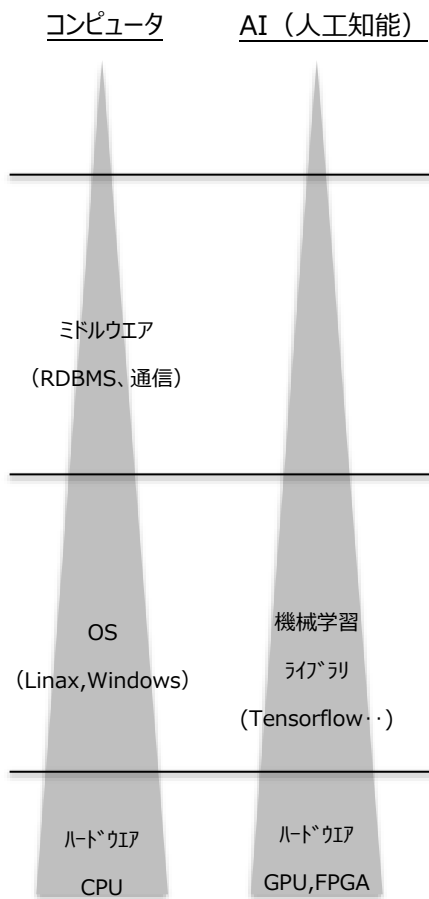 コンピュータ
AI（人工知能）
ミドルウエア
（RDBMS、通信）
OS
（Linax,Windows）
機械学習
ﾗｲﾌﾞﾗﾘ
(Tensorflow‥)
ﾊｰﾄﾞｳｴｱ
CPU
ﾊｰﾄﾞｳｴｱ
GPU,FPGA